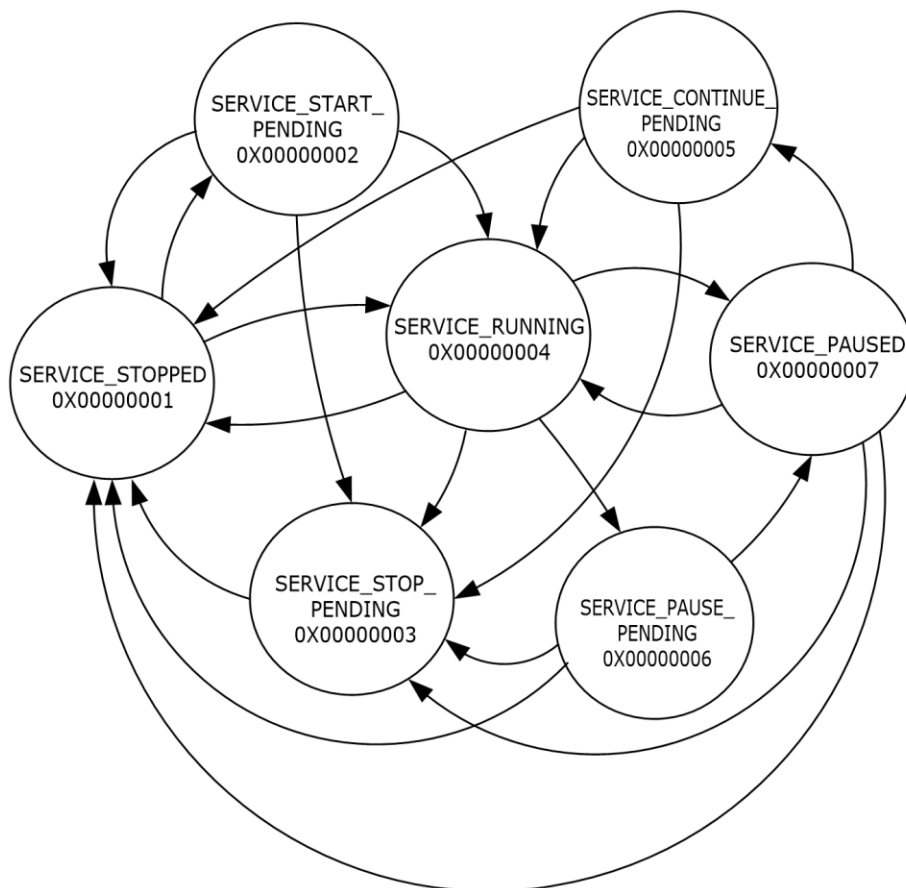 SERVICE_START_
PENDING
0X00000002
SERVICE_CONTINUE_
PENDING
0X00000005
SERVICE_RUNNING
0X00000004
SERVICE_PAUSED
0X00000007
SERVICE_STOPPED
0X00000001
SERVICE_STOP_
PENDING
0X00000003
SERVICE_PAUSE_
PENDING
0X00000006